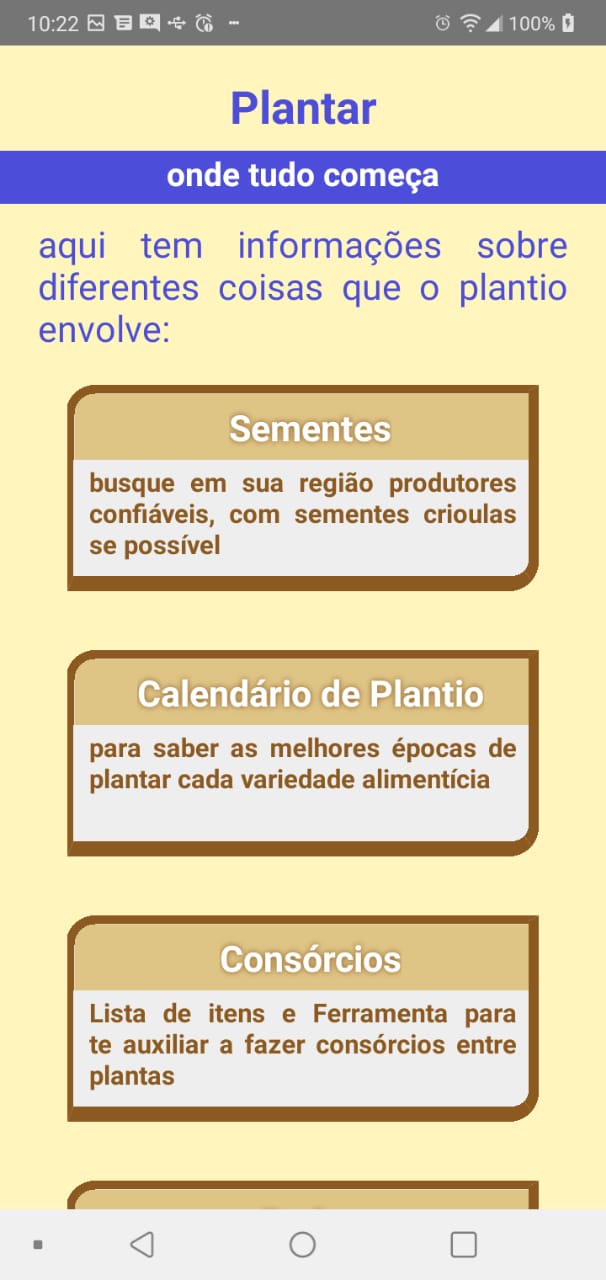 10:22
100%
Plantar
onde tudo começa
aqui tem informações sobre
diferentes coisas que o plantio
envolve:
Sementes
busque em sua região produtores
confiáveis, com sementes crioulas
se possível
Calendário de Plantio
para saber as melhores épocas de
plantar cada variedade alimentícia
Consórcios
Lista de itens e Ferramenta para
te auxiliar a fazer consórcios entre
plantas